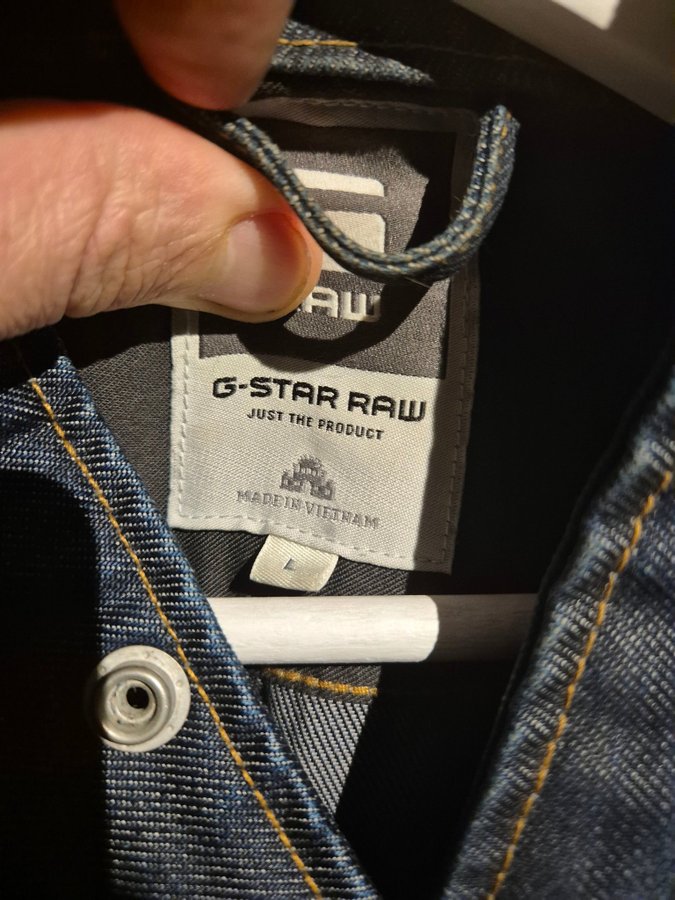 RAW
G-STAR RAW
JUST THE PRODUCT
MADE IN VIETNAM
L